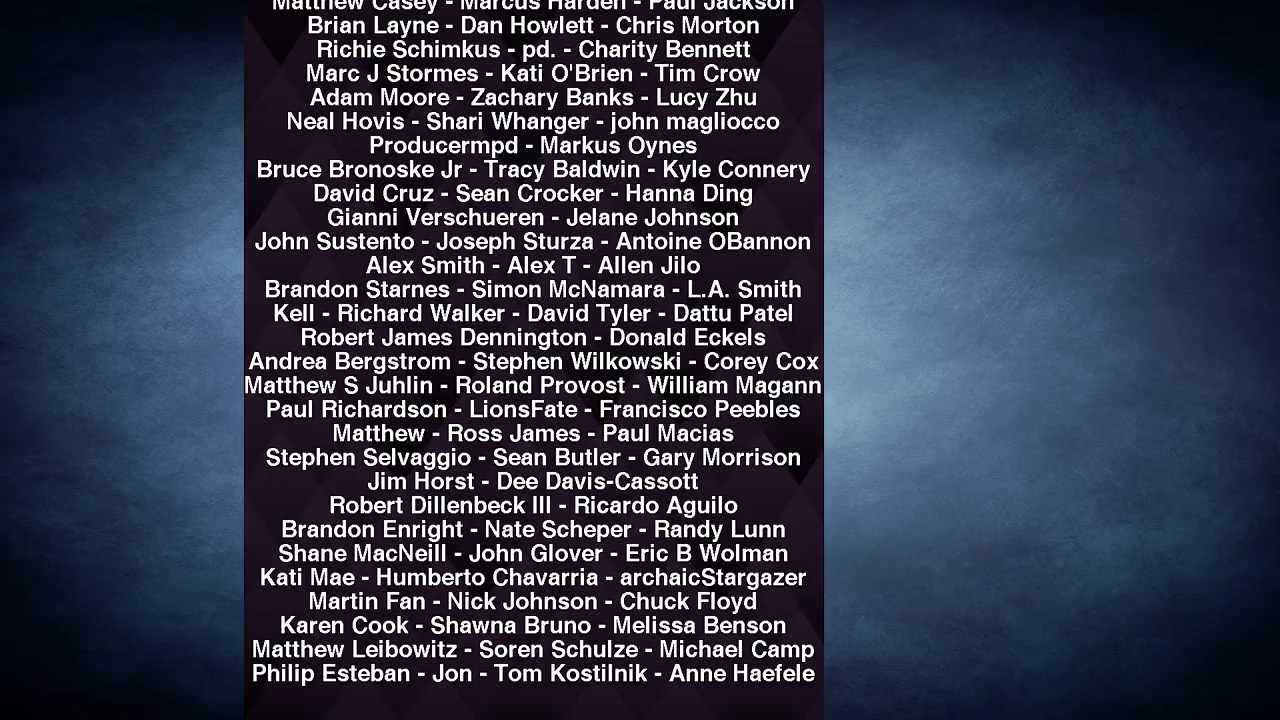 Matthew Casey - Marcus Harden - Paul Jackson
Brian Layne - Dan Howlett - Chris Morton
Richie Schimkus - pd. - Charity Bennett
Marc J Stormes - Kati O'Brien - Tim Crow
Adam Moore - Zachary Banks - Lucy Zhu
Neal Hovis - Shari Whanger - john magliocco
Producermpd - Markus Oynes
Bruce Bronoske Jr - Tracy Baldwin - Kyle Connery
David Cruz - Sean Crocker - Hanna Ding
Gianni Verschueren - Jelane Johnson
John Sustento - Joseph Sturza - Antoine OBannon
Alex Smith - Alex T - Allen Jilo
Brandon Starnes - Simon McNamara - L.A. Smith
Kell - Richard Walker - David Tyler - Dattu Patel
Robert James Dennington - Donald Eckels
Andrea Bergstrom - Stephen Wilkowski - Corey Cox
Matthew S Juhlin - Roland Provost - William Magann
Paul Richardson - LionsFate - Francisco Peebles
Matthew - Ross James - Paul Macias
Stephen Selvaggio - Sean Butler - Gary Morrison
Jim Horst - Dee Davis-Cassott
Robert Dillenbeck III - Ricardo Aguilo
Brandon Enright - Nate Scheper - Randy Lunn
Shane MacNeill - John Glover - Eric B Wolman
Kati Mae - Humberto Chavarria - archaicStargazer
Martin Fan - Nick Johnson - Chuck Floyd
Karen Cook - Shawna Bruno - Melissa Benson
Matthew Leibowitz - Soren Schulze - Michael Camp
Philip Esteban - Jon - Tom Kostilnik - Anne Haefele